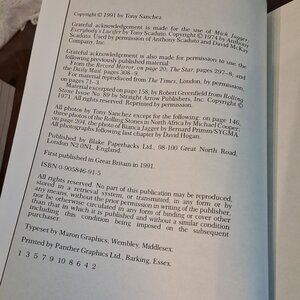 Copyright © 1991 by Tony Sanchez
Grateful acknowledgement is made for the use of Mick Jagger,
Everybody's Lucifer by Tony Scaduto. Copyright © 1974 by Anthony
Scaduto. Used by permission of Anthony Scaduto and David McKay
Company, Inc.
Grateful acknowledgement is also made for permission to use the
following previously published material:
From the Record Mirror, on page 35, The Star, pages 297–8, and
the Daily Mail, pages 308–9.
For material reproduced from The Times, London, by permission,
on pages 71–3.
Material excerpted on page 158, by Robert Greenfield from Rolling
Stone Issue No. 89 by Straight Arrow Publishers, Inc. Copyright ©
1971. All rights reserved. Reprinted by permission.
All photos by Tony Sanchez except for the following: on page 146,
three photos of the Rolling Stones in North Africa by Michael Cooper;
on page 204, the photo of Bianca Jagger by Bernard Primm/SYGMA.
All photographs following last chapter by David Hogan.
Published by Blake Paperbacks Ltd., 98-100 Great North Road,
London N2 0NL, England.
First published in Great Britain in 1991.
ISBN 0-905846-91-5
All rights reserved. No part of this publication may be reproduced,
stored in a retrieval system, or transmitted, in any form or by
any means, without the prior permission in writing of the publisher,
nor be otherwise circulated in any form of binding or cover other
than that in which it is published and without a similar condition
including this condition being imposed on the subsequent
purchaser.
Typeset by Maron Graphics, Wembley, Middlesex.
Printed by Panther Graphics Ltd., Barking, Essex.
1 3 5 7 9 10 8 6 4 2